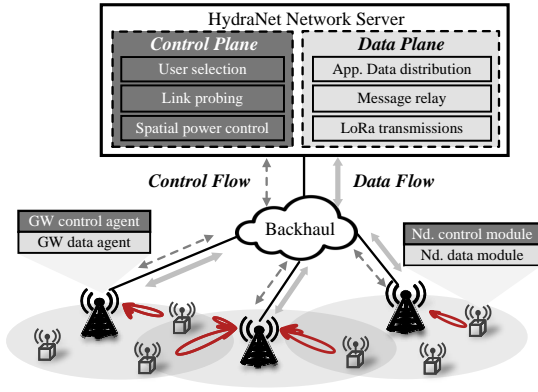 HydraNet Network Server
Control Plane
Data Plane
User selection
App. Data distribution
Link probing
Message relay
Spatial power control
LoRa transmissions
Control Flow
Data Flow
Backhaul
GW control agent
GW data agent
Nd. control module
Nd. data module